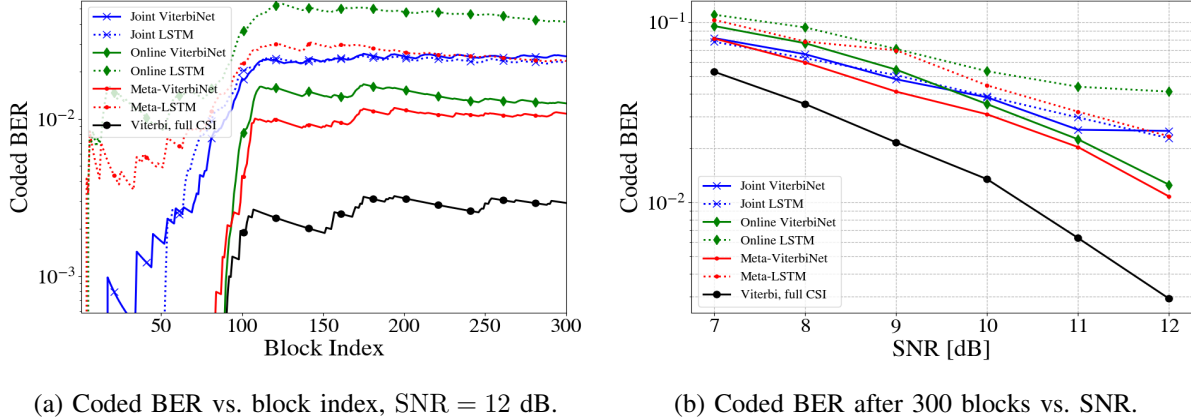 Joint ViterbiNet
Joint LSTM
Online ViterbiNet
Online LSTM
Meta-ViterbiNet
Meta-LSTM
Viterbi, full CSI
10⁻²
10⁻³
Coded BER
50 100 150 200 250 300
Block Index
(a) Coded BER vs. block index, SNR = 12 dB.
10⁻¹
10⁻²
Coded BER
Joint ViterbiNet
Joint LSTM
Online ViterbiNet
Online LSTM
Meta-ViterbiNet
Meta-LSTM
Viterbi, full CSI
7 8 9 10 11 12
SNR [dB]
(b) Coded BER after 300 blocks vs. SNR.